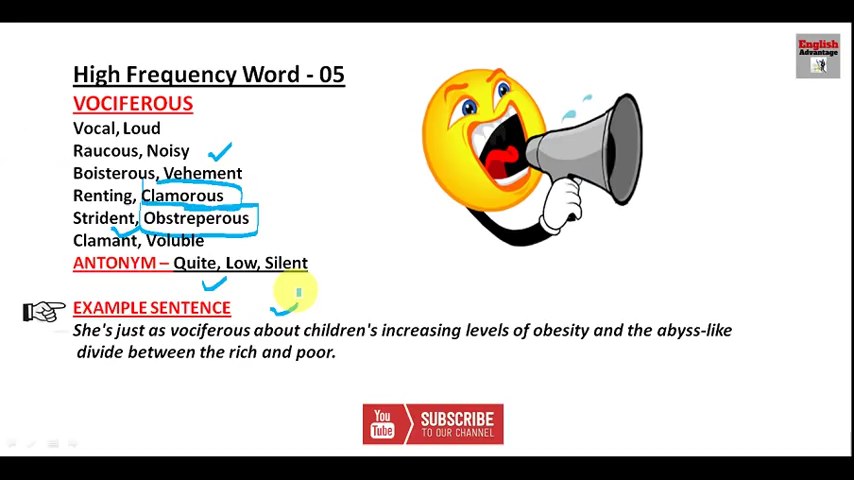 English
Advantage
High Frequency Word - 05
VOCIFEROUS
Vocal, Loud
Raucous, Noisy
Boisterous, Vehement
Renting, Clamorous
Strident, Obstreperous
Clamant, Voluble
ANTONYM – Quite, Low, Silent
EXAMPLE SENTENCE
She's just as vociferous about children's increasing levels of obesity and the abyss-like
divide between the rich and poor.
You
Tube
SUBSCRIBE
TO OUR CHANNEL